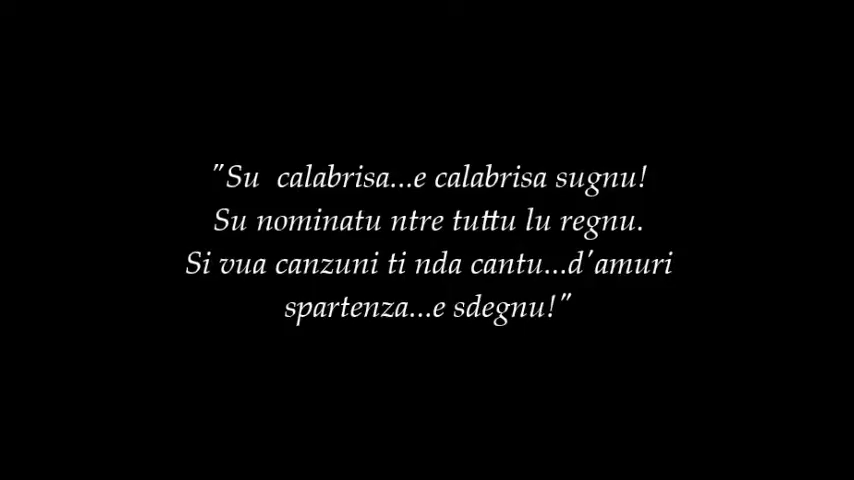 "Su calabrisa...e calabrisa sugnu!
Su nominatu ntre tuttu lu regnu.
Si vua canzuni ti nda cantu...d'amuri
spartenza...e sdegnu!"